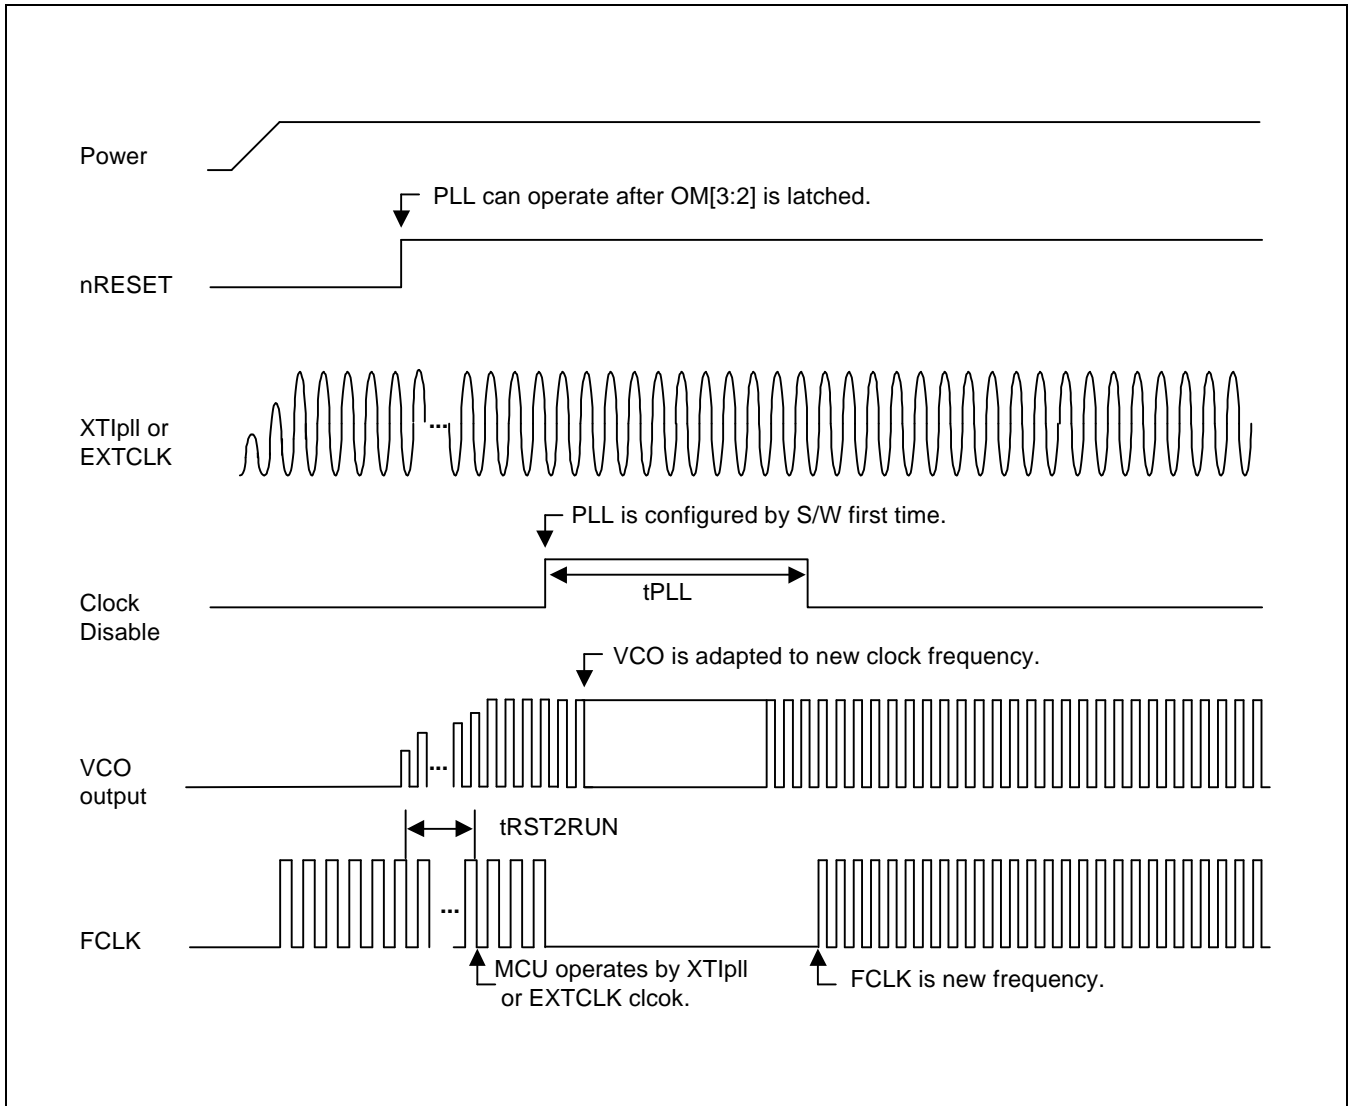 Power
PLL can operate after OM[3:2] is latched.
nRESET
XTIpll or
EXTCLK
...
PLL is configured by S/W first time.
tPLL
Clock
Disable
VCO is adapted to new clock frequency.
VCO
output
...
tRST2RUN
...
FCLK
MCU operates by XTIpll
or EXTCLK clcok.
FCLK is new frequency.